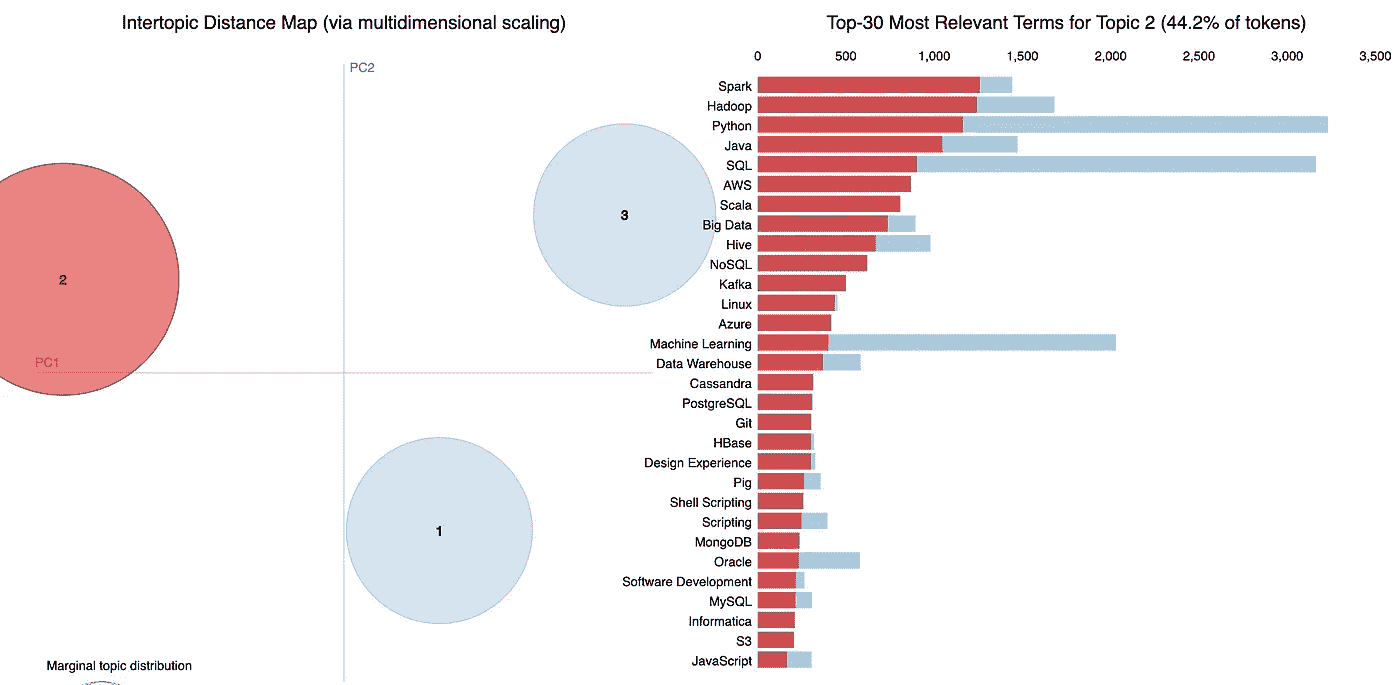 Intertopic Distance Map (via multidimensional scaling)
PC2
3
2
PC1
1
Marginal topic distribution
Top-30 Most Relevant Terms for Topic 2 (44.2% of tokens)
0 500 1,000 1,500 2,000 2,500 3,000 3,500
Spark
Hadoop
Python
Java
SQL
AWS
Scala
Big Data
Hive
NoSQL
Kafka
Linux
Azure
Machine Learning
Data Warehouse
Cassandra
PostgreSQL
Git
HBase
Design Experience
Pig
Shell Scripting
Scripting
MongoDB
Oracle
Software Development
MySQL
Informatica
S3
JavaScript